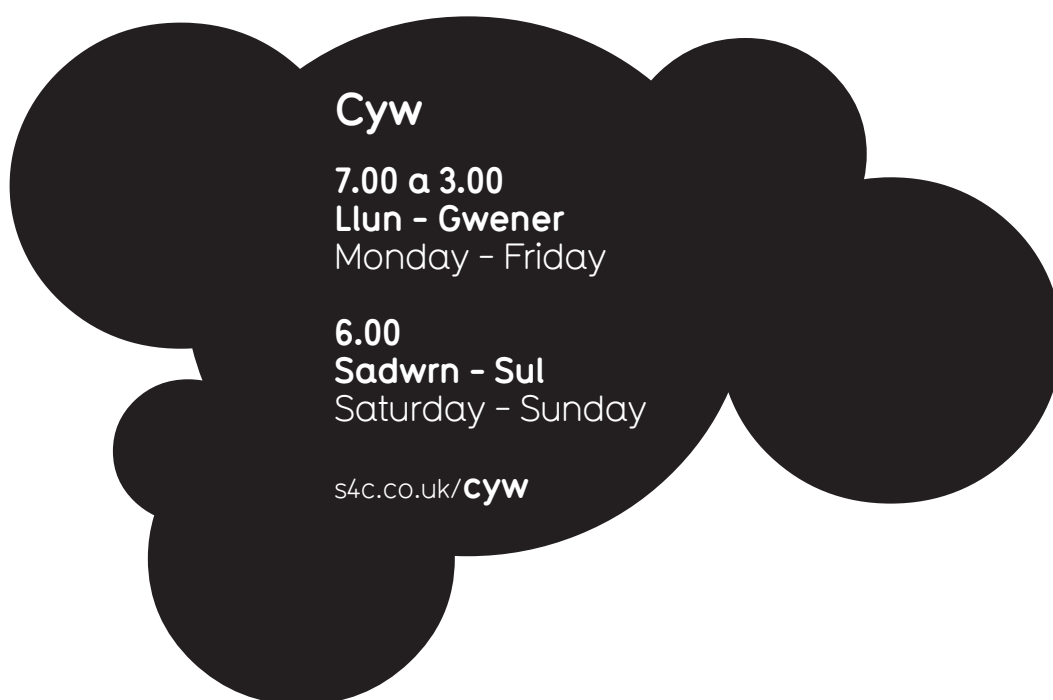 Cyw
7.00 a 3.00
Llun - Gwener
Monday - Friday
6.00
Sadwrn - Sul
Saturday - Sunday
s4c.co.uk/cyw